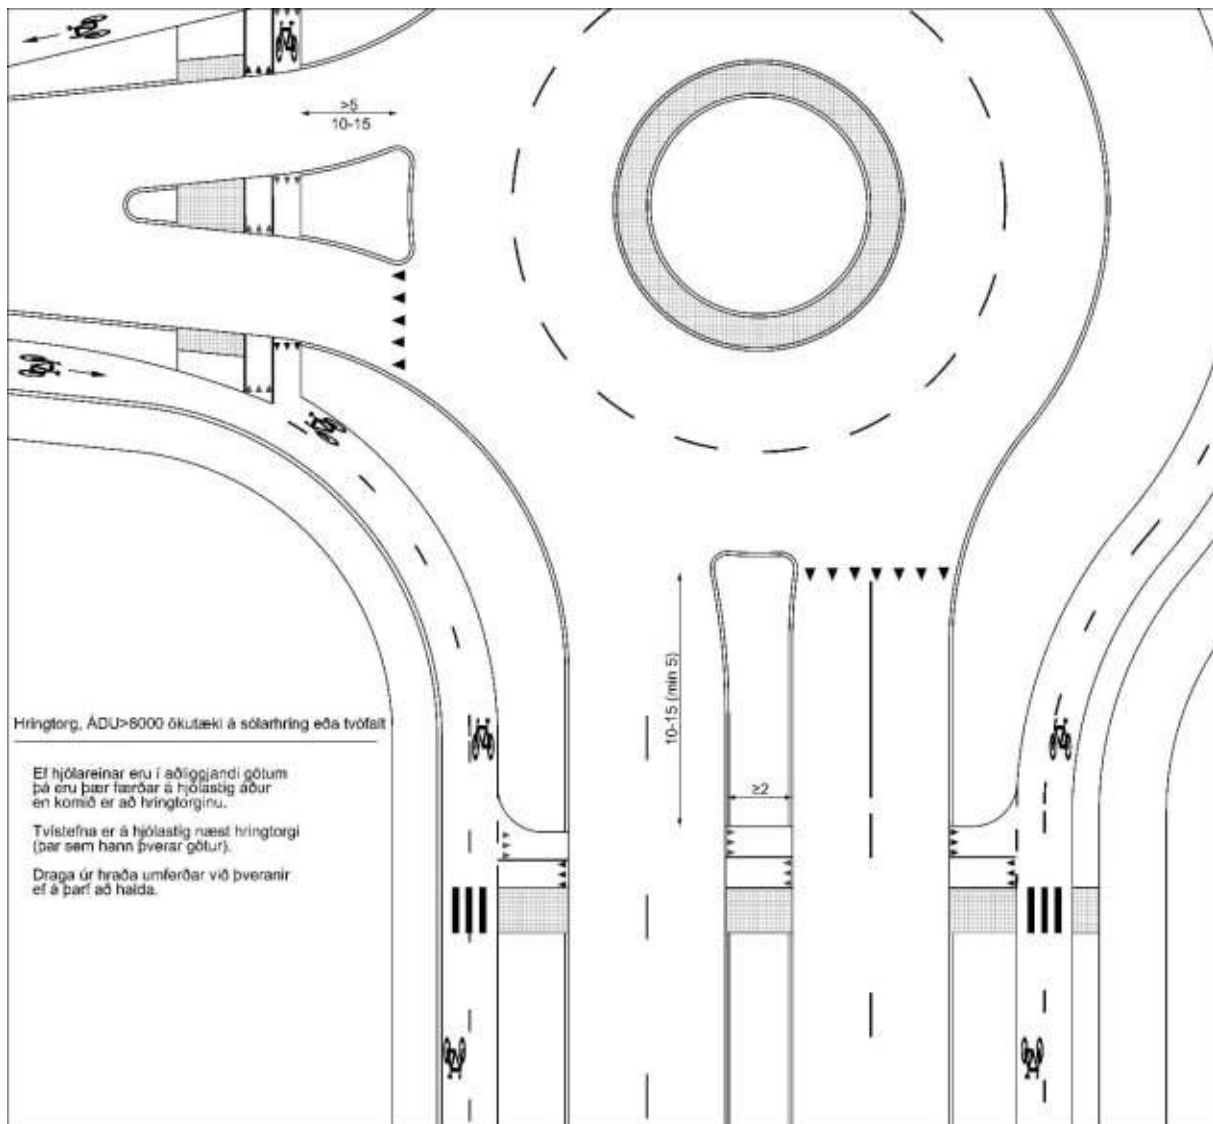 >5
10-15
10-15 (mín 5)
≥2
Hringtorg, ÁDU>8000 ökutæki á sólarhring eða tvöfalt
Ef hjólareinar eru í aðliggjandi götum
þá eru þær færðar á hjólastíg áður
en komið er að hringtorginu.
Tvístefna er á hjólastíg næst hringtorgi
(þar sem hann þverar götur).
Draga úr hraða umferðar við þveranir
ef á þarf að halda.